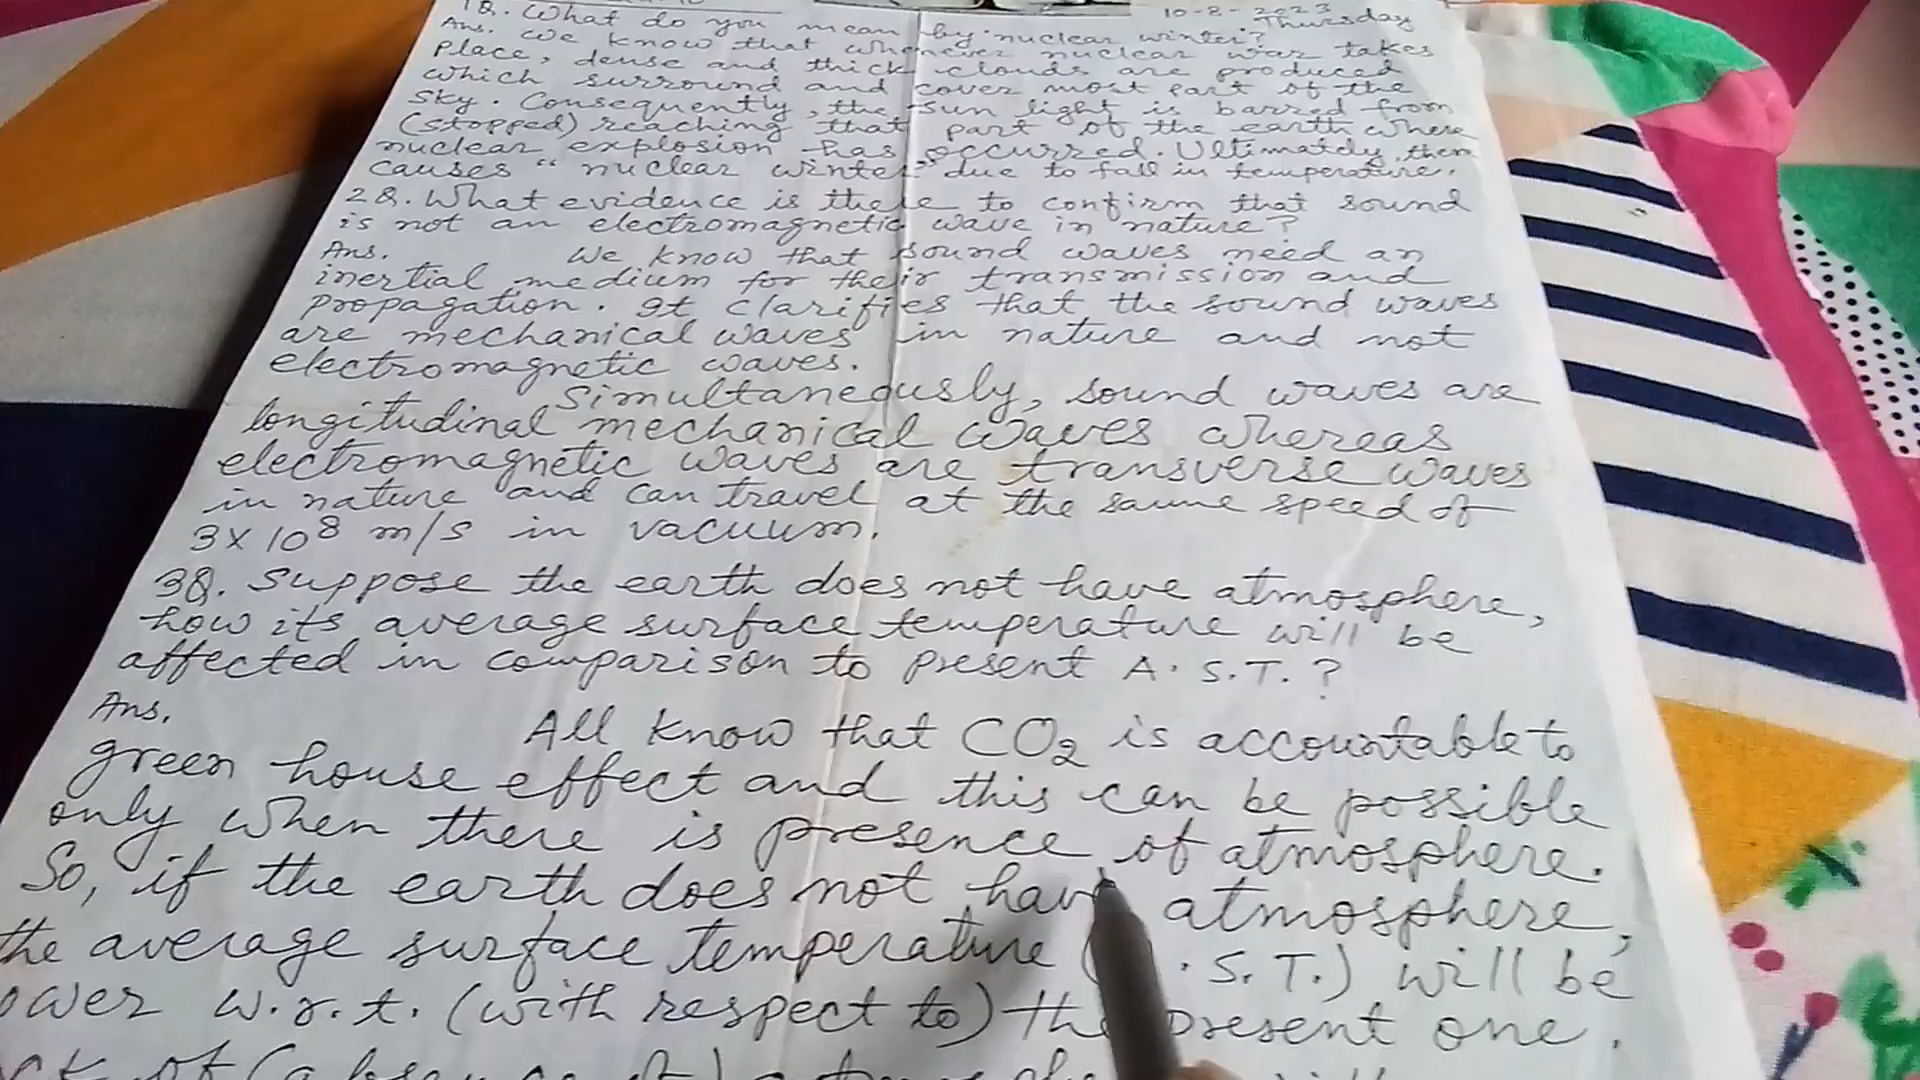 10-8-2023
Thursday
1Q. What do you mean by nuclear winter?
Ans. We know that whenever nuclear war takes
place, dense and thick clouds are produced
which surround and cover most part of the
sky. Consequently, the sun light is barred from
(stopped) reaching that part of the earth where
nuclear explosion has occurred. Ultimately, then
causes "nuclear winter" due to fall in temperature.
2Q. What evidence is there to confirm that sound
is not an electromagnetic wave in nature?
Ans. We know that sound waves need an
inertial medium for their transmission and
propagation. It clarifies that the sound waves
are mechanical waves in nature and not
electromagnetic waves.
Simultaneously, sound waves are
longitudinal mechanical waves whereas
electromagnetic waves are transverse waves
in nature and can travel at the same speed of
3 x 10⁸ m/s in vacuum.
3Q. Suppose the earth does not have atmosphere,
how its average surface temperature will be
affected in comparison to present A.S.T.?
Ans.
All know that CO₂ is accountable to
green house effect and this can be possible
only when there is presence of atmosphere.
So, if the earth does not have atmosphere,
the average surface temperature ( .S.T.) will be
ower w.r.t. (with respect to) the present one.